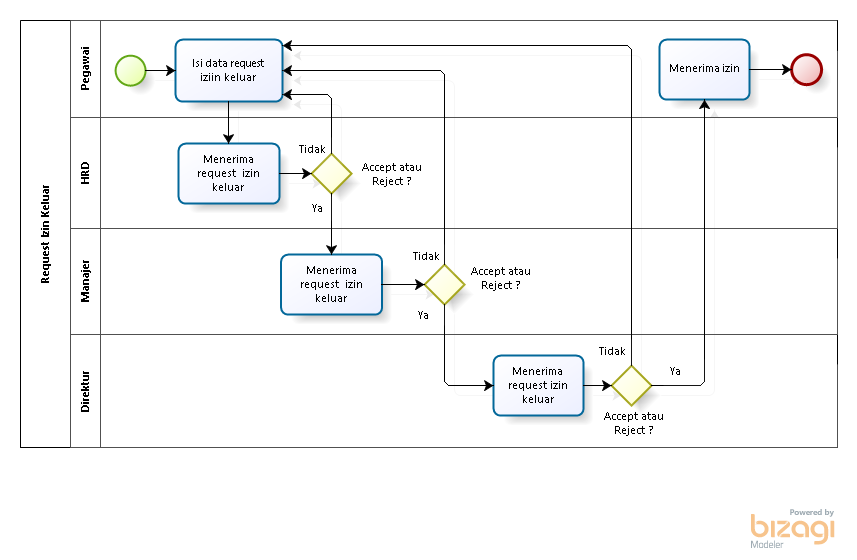 Request Izin Keluar
Pegawai
Isi data request
iziin keluar
Menerima izin
HRD
Menerima
request izin
keluar
Tidak
Accept atau
Reject ?
Ya
Manajer
Menerima
request izin
keluar
Tidak
Accept atau
Reject ?
Ya
Direktur
Menerima
request izin
keluar
Tidak
Ya
Accept atau
Reject ?
Powered by
bizagi
Modeler